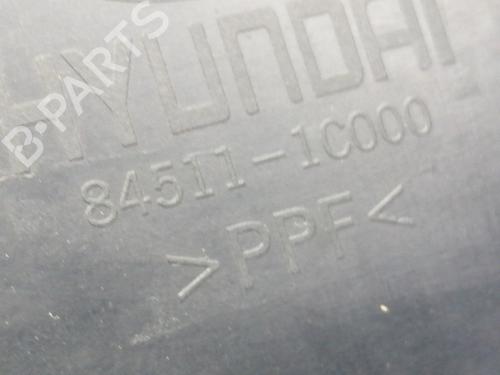 B-PARTS
HYUNDAI
84511-1C000
>PPF<